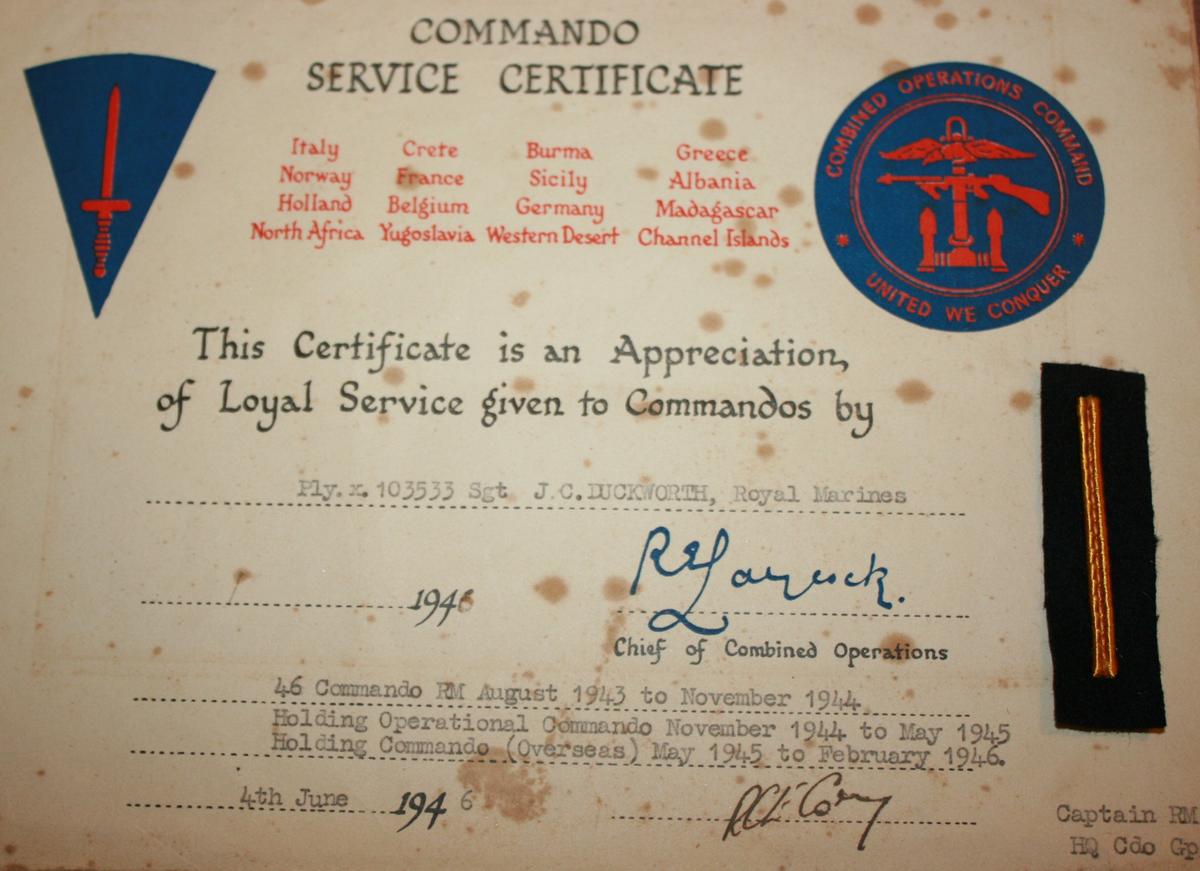 COMMANDO
SERVICE CERTIFICATE
Italy Crete Burma Greece
Norway France Sicily Albania
Holland Belgium Germany Madagascar
North Africa Yugoslavia Western Desert Channel Islands
COMBINED OPERATIONS COMMAND
UNITED WE CONQUER
This Certificate is an Appreciation,
of Loyal Service given to Commandos by
Ply.x.103533 Sgt J.C.DUCKWORTH, Royal Marines
1946
R E Laycock.
Chief of Combined Operations
46 Commando RM August 1943 to November 1944
Holding Operational Commando November 1944 to May 1945
Holding Commando (Overseas) May 1945 to February 1946.
4th June 1946
Captain RM
HQ Cdo Gp